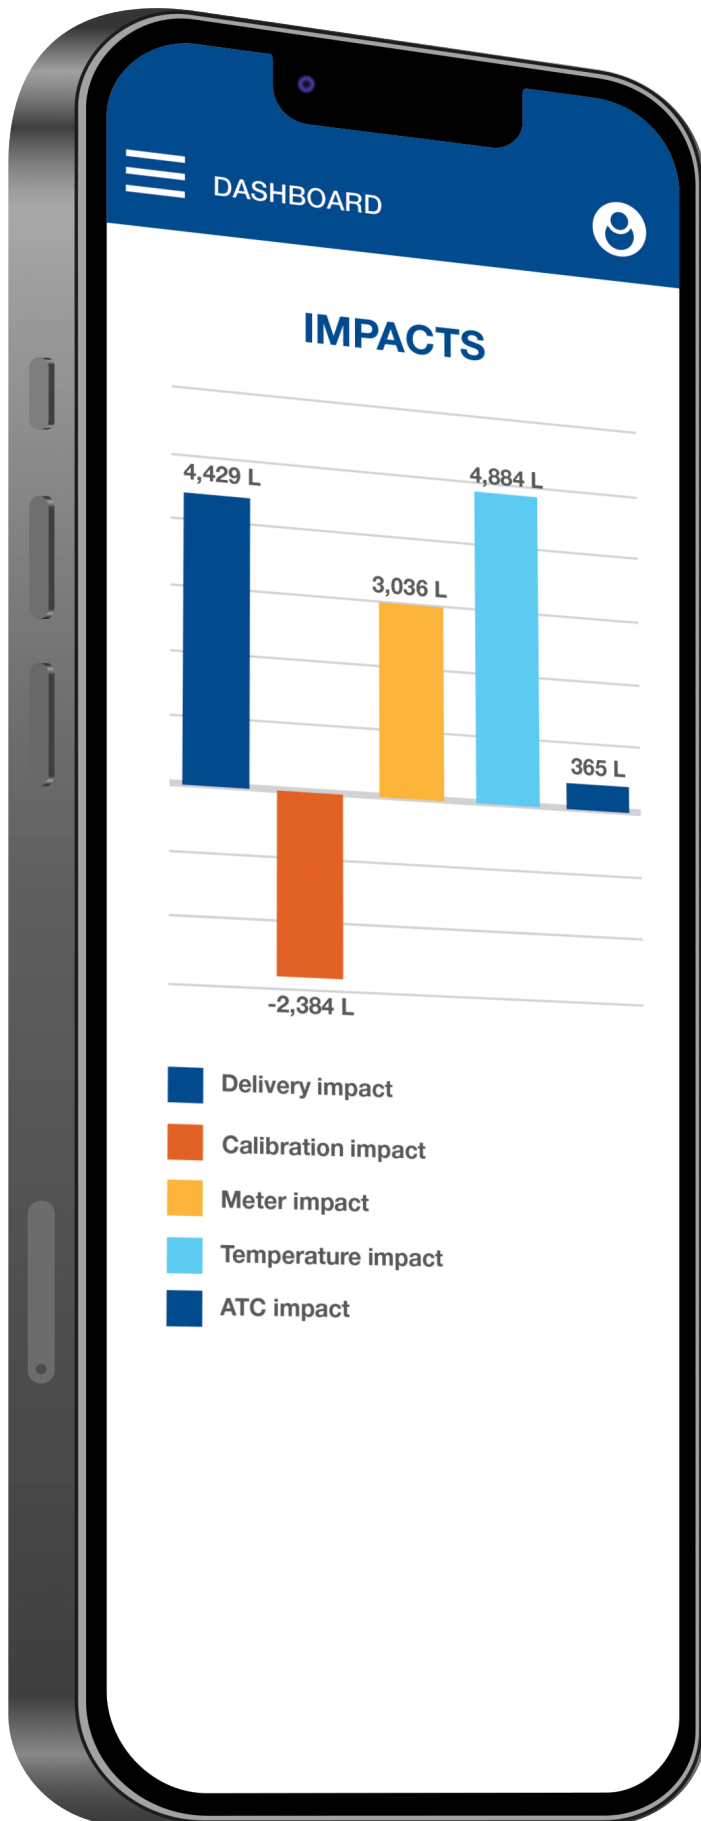 DASHBOARD
IMPACTS
4,429 L
4,884 L
3,036 L
365 L
-2,384 L
Delivery impact
Calibration impact
Meter impact
Temperature impact
ATC impact